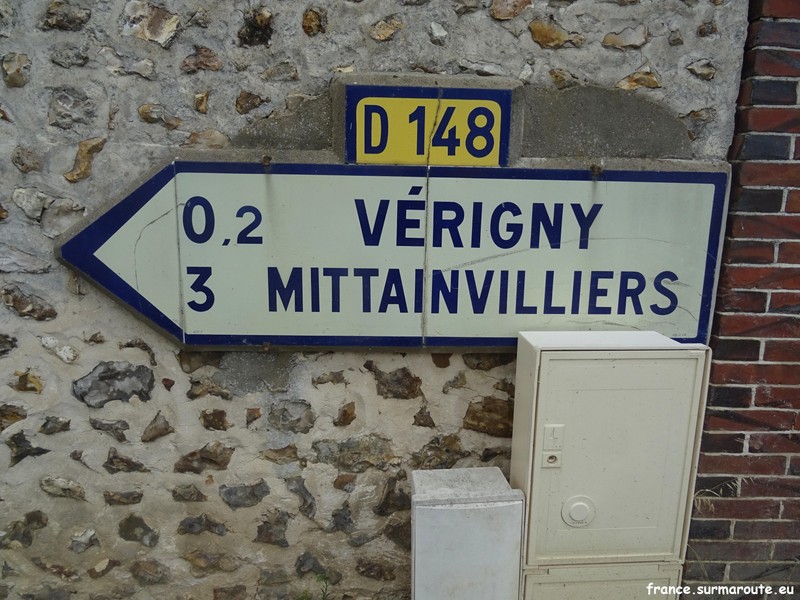 D 148
0,2 VÉRIGNY
3 MITTAINVILLIERS
france.surmaroute.eu